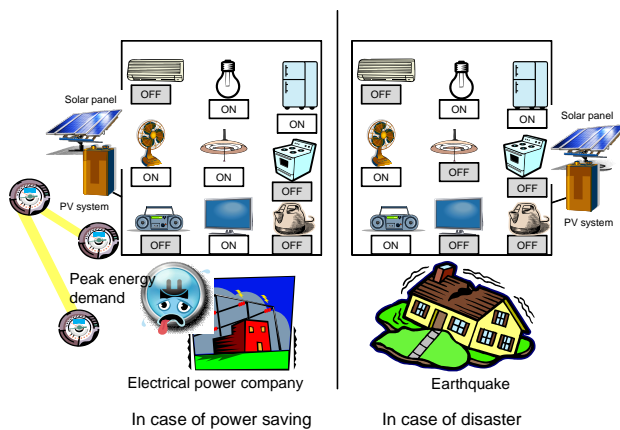 Solar panel
OFF
ON
ON
ON
ON
OFF
PV system
OFF
ON
OFF
Peak energy
demand
Electrical power company
In case of power saving
OFF
ON
ON
Solar panel
ON
OFF
OFF
PV system
ON
OFF
OFF
Earthquake
In case of disaster